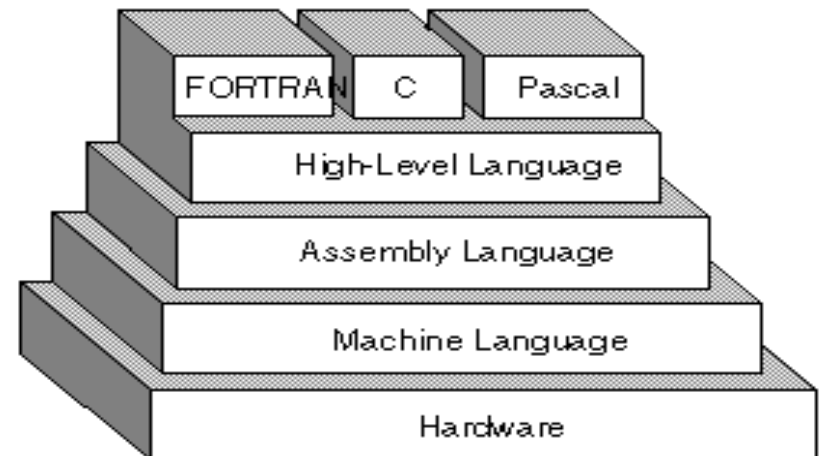 FORTRAN C Pascal
High-Level Language
Assembly Language
Machine Language
Hardware